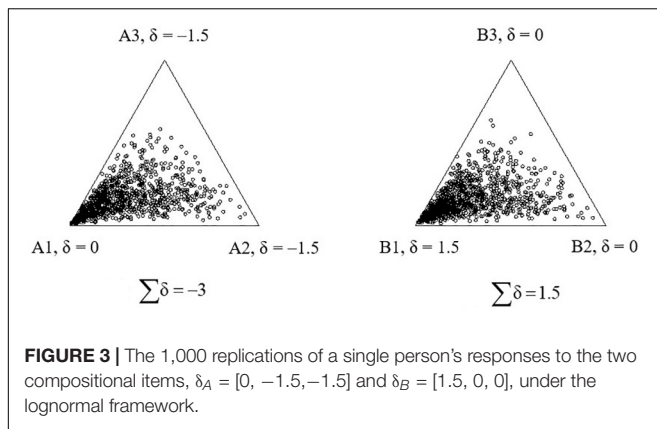 A3, δ = −1.5
B3, δ = 0
A1, δ = 0
A2, δ = −1.5
B1, δ = 1.5
B2, δ = 0
∑δ = −3
∑δ = 1.5
FIGURE 3 | The 1,000 replications of a single person's responses to the two
compositional items, δA = [0, −1.5,−1.5] and δB = [1.5, 0, 0], under the
lognormal framework.